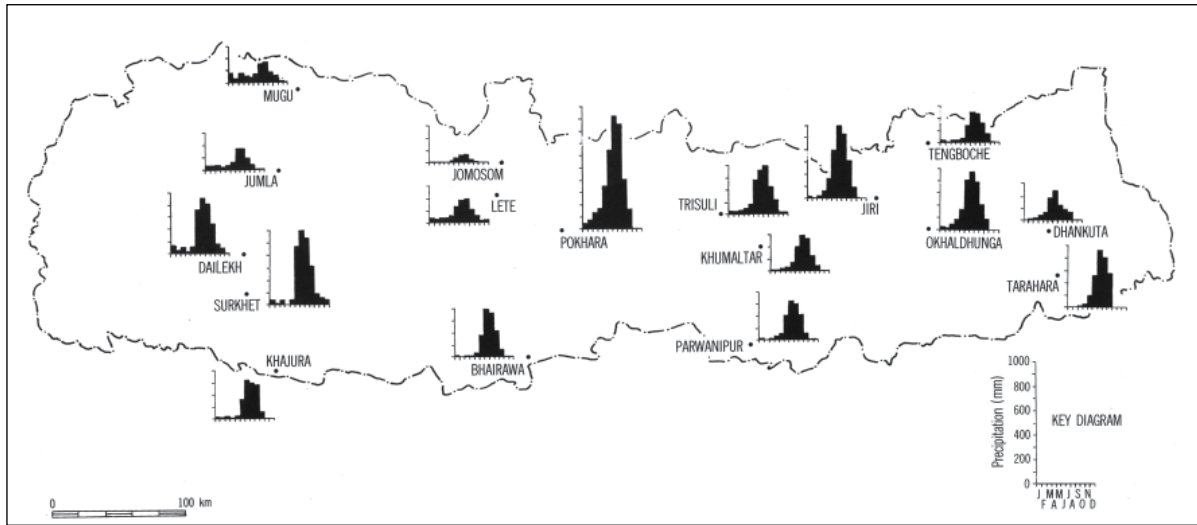 MUGU
JUMLA
JOMOSOM
LETE
DAILEKH
SURKHET
POKHARA
TRISULI
JIRI
KHUMALTAR
TENGBOCHE
OKHALDHUNGA
DHANKUTA
TARAHARA
PARWANIPUR
BHAIRAWA
KHAJURA
KEY DIAGRAM
Precipitation (mm)
1000
800
600
400
200
0
J M M J S N
F A J A O D
0 100 km